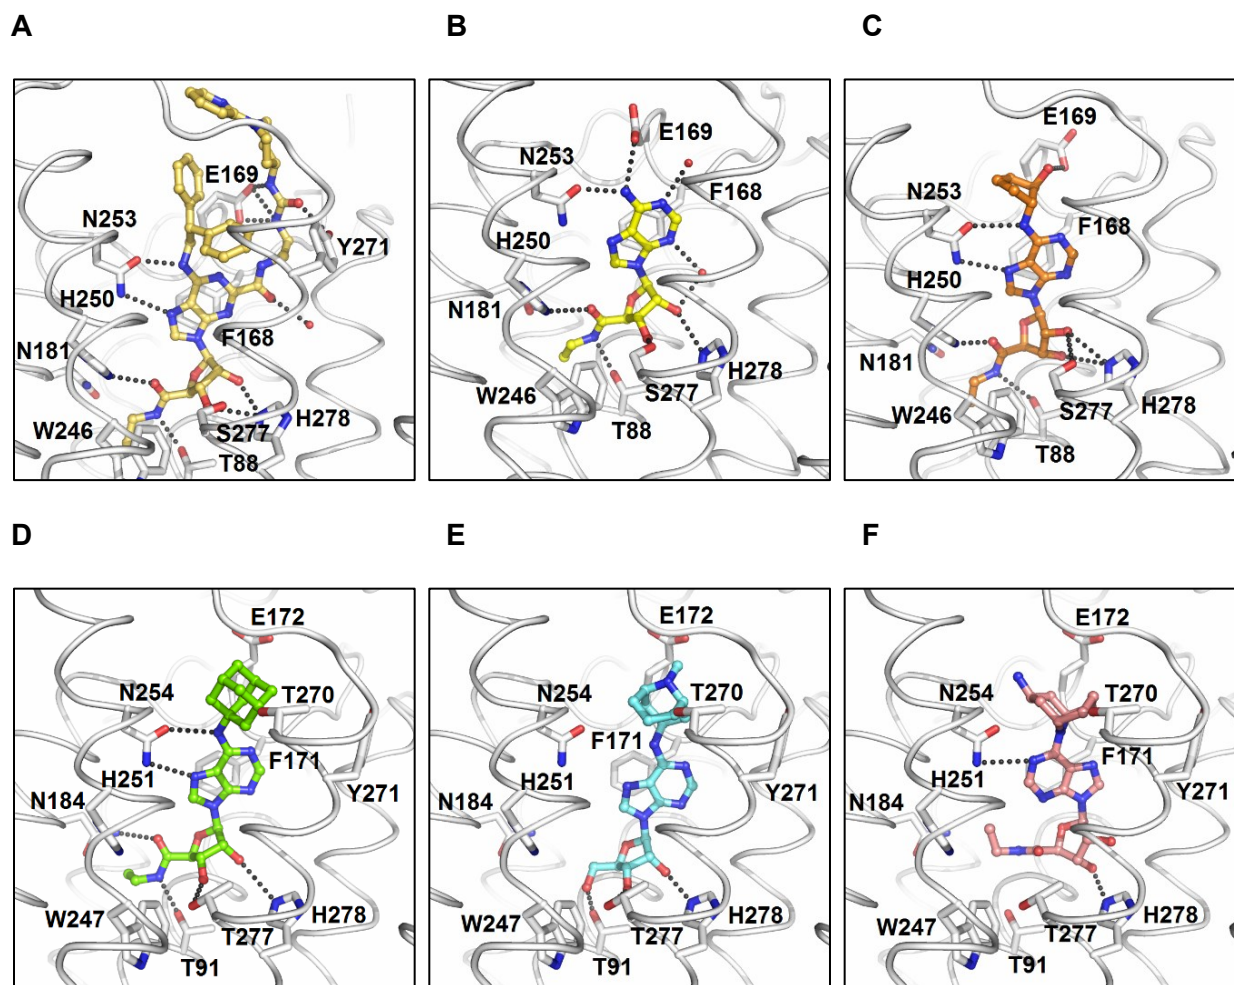 A B C
E169
N253
H250
Y271
N181
F168
W246
S277
H278
T88
E169
N253
F168
H250
N181
S277
H278
W246
T88
E169
N253
F168
H250
N181
W246
S277
H278
T88
D E F
E172
N254
T270
H251
F171
N184
Y271
W247
H278
T277
T91
E172
N254
T270
F171
H251
N184
Y271
W247
H278
T277
T91
E172
N254
T270
H251
F171
N184
Y271
W247
H278
T277
T91